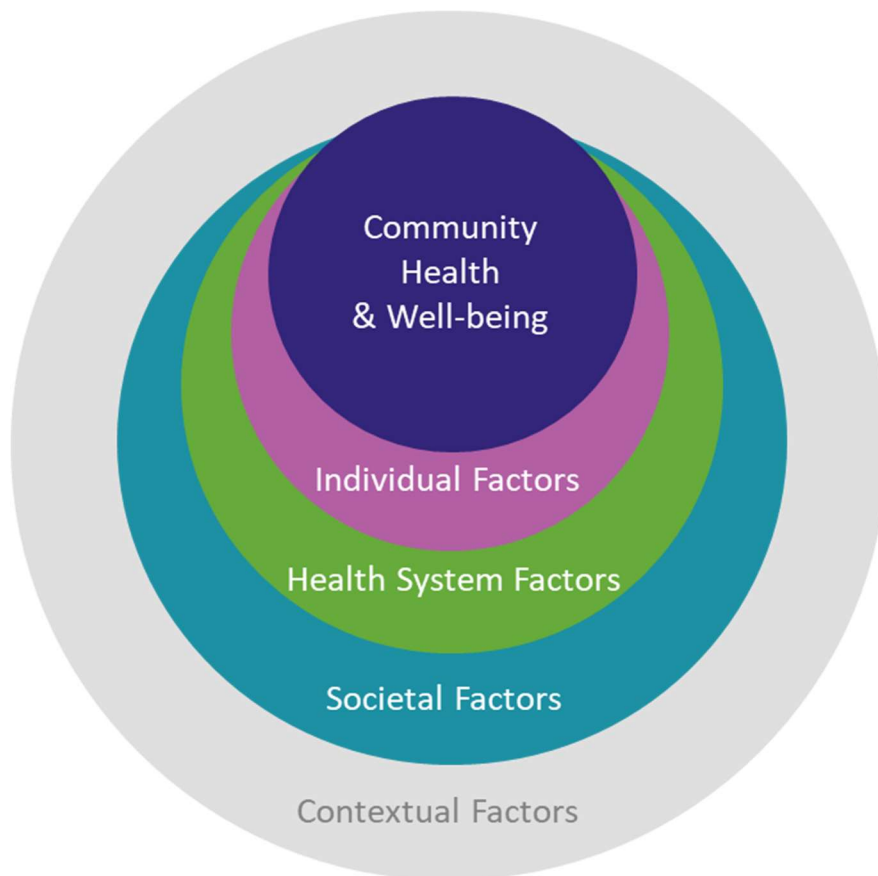 Community
Health
& Well-being
Individual Factors
Health System Factors
Societal Factors
Contextual Factors